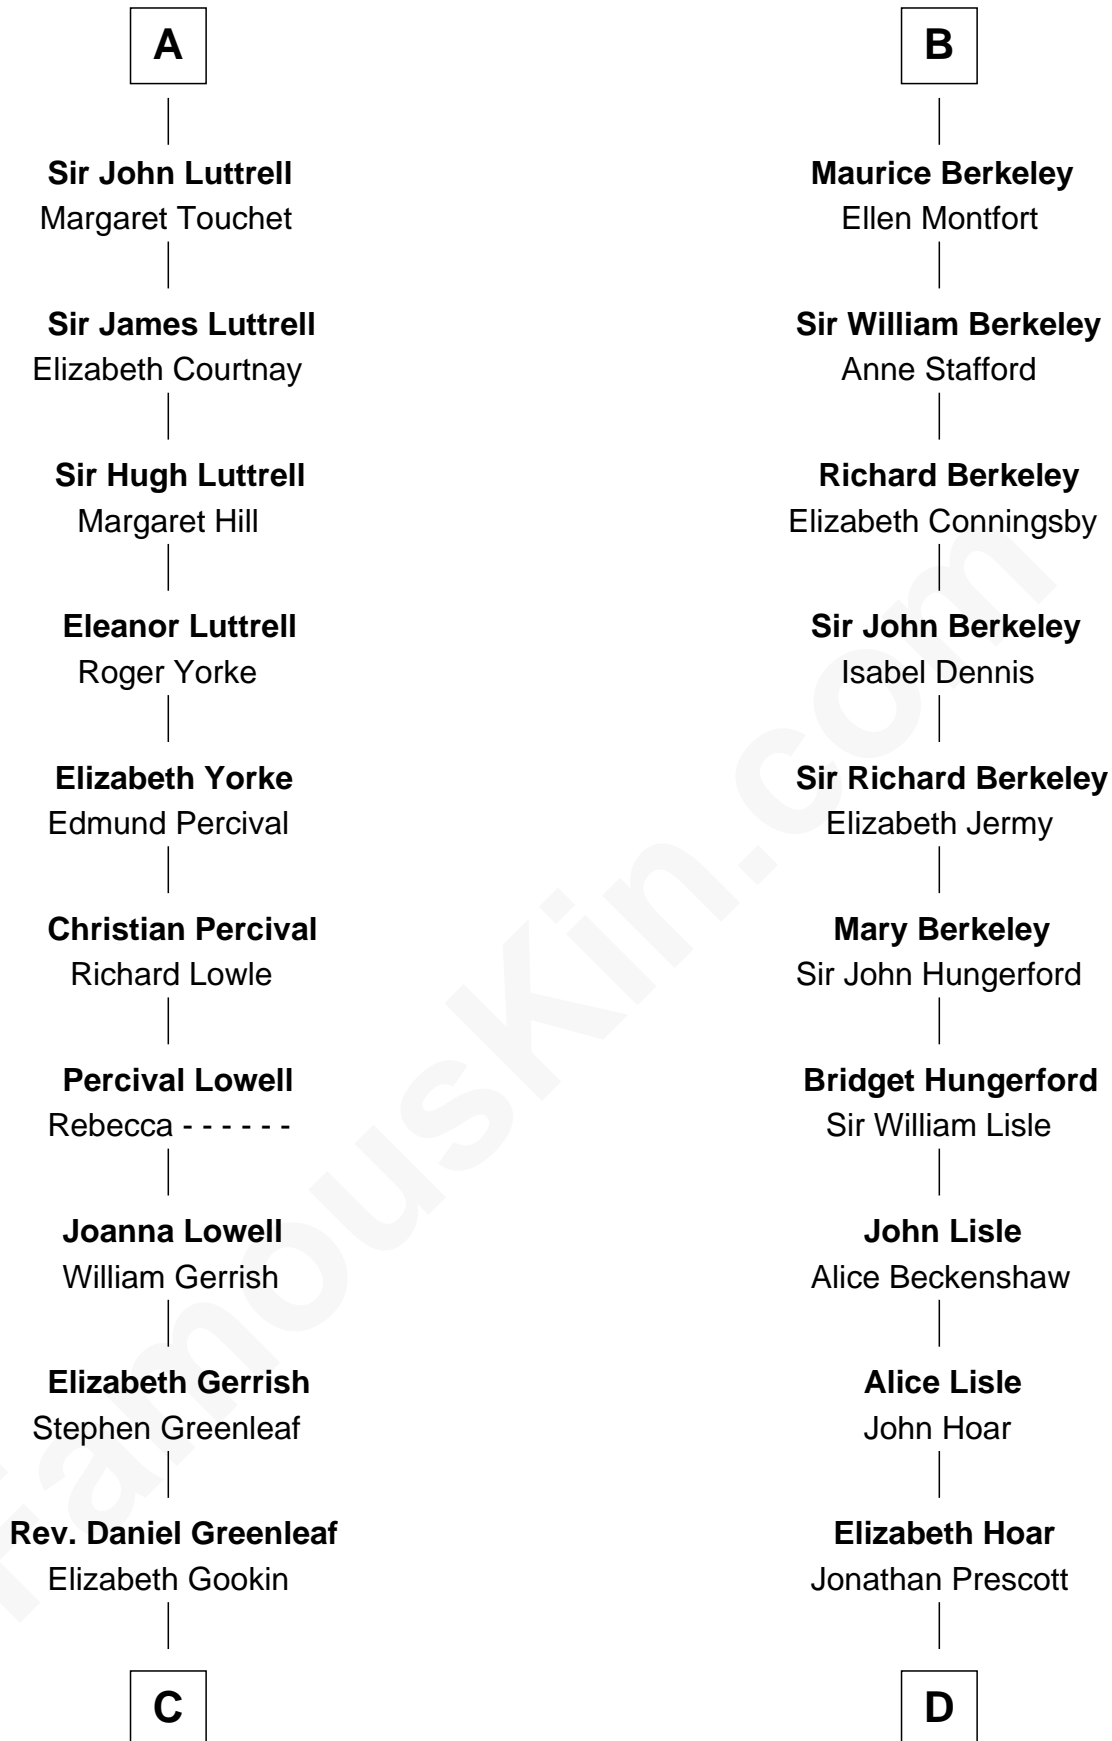 A
Sir John Luttrell
Margaret Touchet
Sir James Luttrell
Elizabeth Courtnay
Sir Hugh Luttrell
Margaret Hill
Eleanor Luttrell
Roger Yorke
Elizabeth Yorke
Edmund Percival
Christian Percival
Richard Lowle
Percival Lowell
Rebecca - - - - - -
Joanna Lowell
William Gerrish
Elizabeth Gerrish
Stephen Greenleaf
Rev. Daniel Greenleaf
Elizabeth Gookin
C
B
Maurice Berkeley
Ellen Montfort
Sir William Berkeley
Anne Stafford
Richard Berkeley
Elizabeth Conningsby
Sir John Berkeley
Isabel Dennis
Sir Richard Berkeley
Elizabeth Jermy
Mary Berkeley
Sir John Hungerford
Bridget Hungerford
Sir William Lisle
John Lisle
Alice Beckenshaw
Alice Lisle
John Hoar
Elizabeth Hoar
Jonathan Prescott
D
FamousKin.com